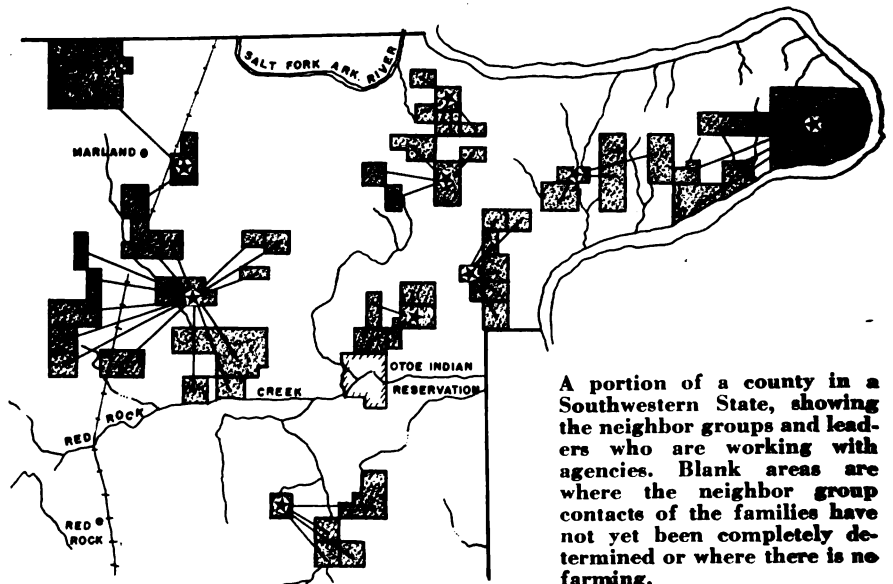 SALT FORK ARK. RIVER
MARLAND
OTOE INDIAN
RESERVATION
CREEK
RED ROCK
RED
ROCK
A portion of a county in a
Southwestern State, showing
the neighbor groups and lead-
ers who are working with
agencies. Blank areas are
where the neighbor group
contacts of the families have
not yet been completely de-
termined or where there is no
farming.